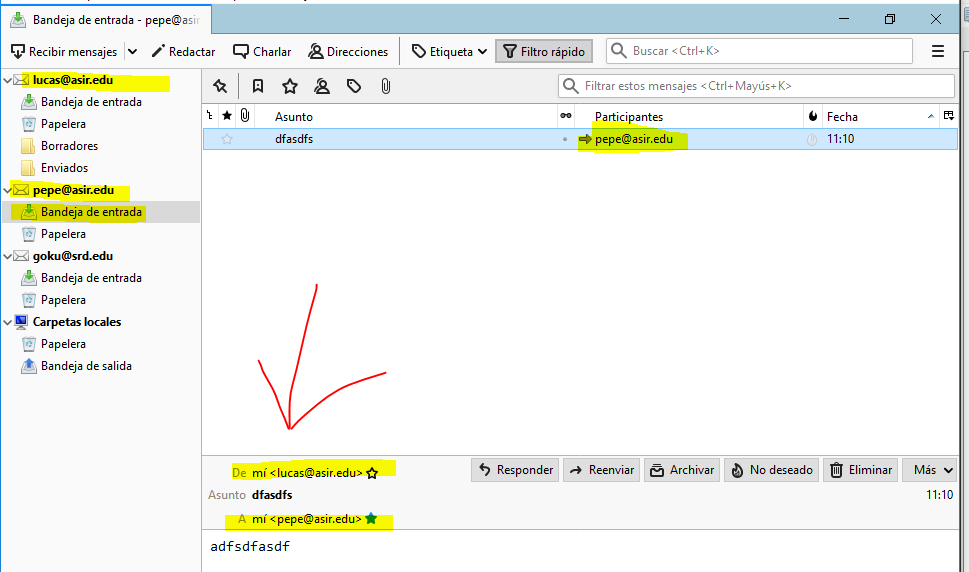 Bandeja de entrada - pepe@asir
Recibir mensajes Redactar Charlar Direcciones Etiqueta Filtro rápido Buscar <Ctrl+K>
lucas@asir.edu
Bandeja de entrada
Papelera
Borradores
Enviados
pepe@asir.edu
Bandeja de entrada
Papelera
goku@srd.edu
Bandeja de entrada
Papelera
Carpetas locales
Papelera
Bandeja de salida
Filtrar estos mensajes <Ctrl+Mayús+K>
Asunto Participantes Fecha
dfasdfs pepe@asir.edu 11:10
De mí <lucas@asir.edu> Responder Reenviar Archivar No deseado Eliminar Más
Asunto dfasdfs 11:10
A mí <pepe@asir.edu>
adfsdfasdf